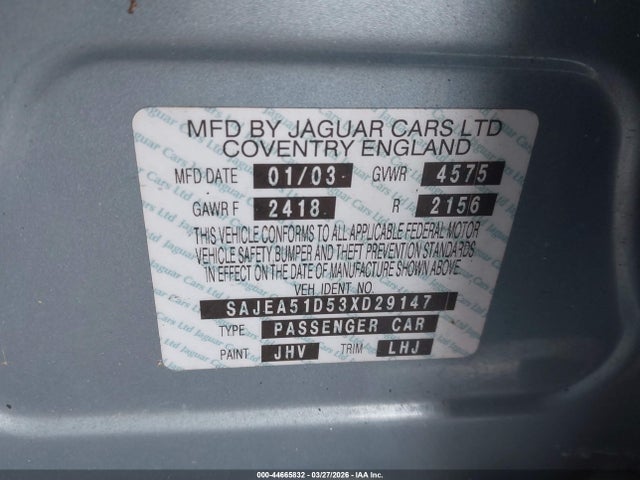 MFD BY JAGUAR CARS LTD
COVENTRY ENGLAND
MFD DATE 01/03 GVWR 4575
GAWR F 2418 R 2156
THIS VEHICLE CONFORMS TO ALL APPLICABLE FEDERAL MOTOR
VEHICLE SAFETY BUMPER AND THEFT PREVENTION STANDARDS
IN EFFECT ON THE DATE OF MANUFACTURE SHOWN ABOVE.
VEH. IDENT NO.
SAJEA51D53XD29147
TYPE PASSENGER CAR
PAINT JHV TRIM LHJ
000-44665832 - 03/27/2026 - IAA Inc.